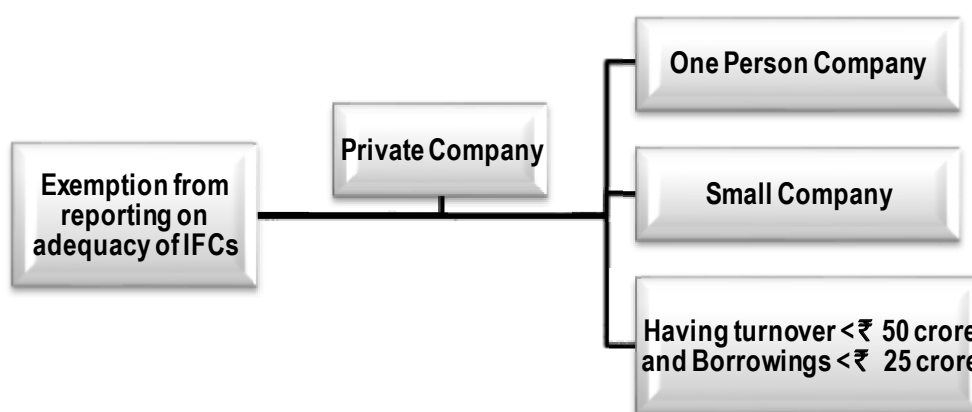 Exemption from
reporting on
adequacy of IFCs
Private Company
One Person Company
Small Company
Having turnover <₹ 50 crore
and Borrowings <₹ 25 crore